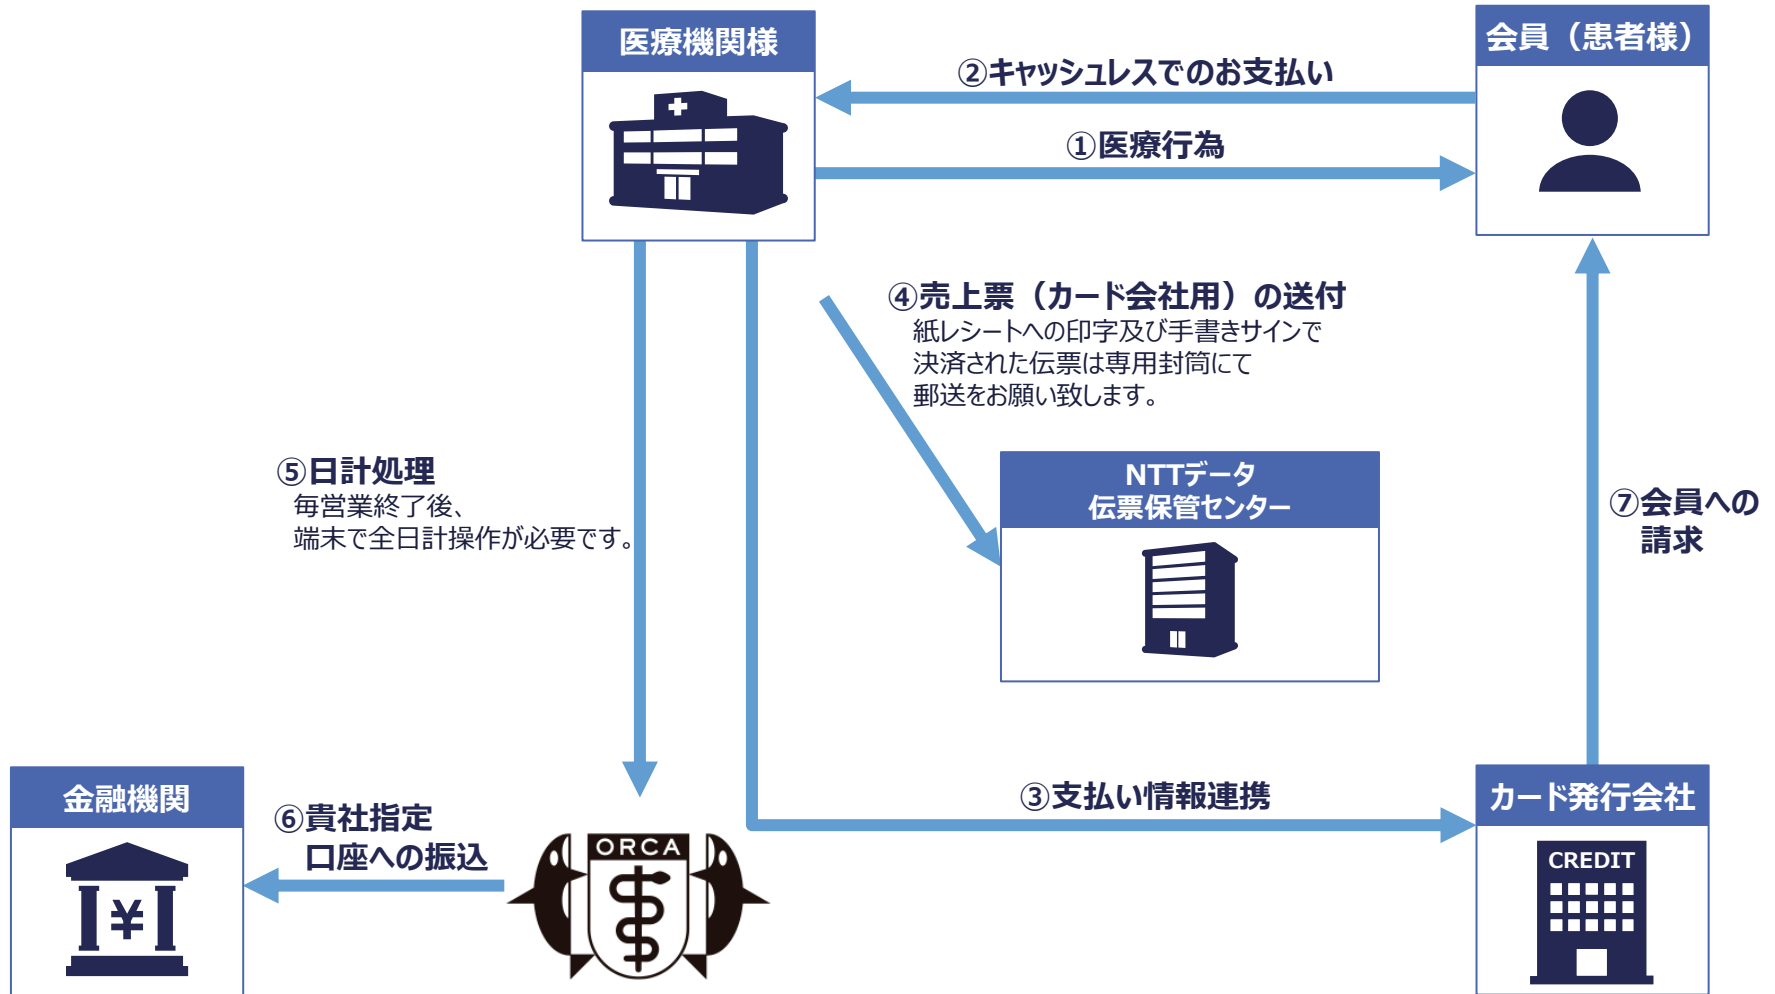 医療機関様
会員（患者様）
②キャッシュレスでのお支払い
①医療行為
④売上票（カード会社用）の送付
紙レシートへの印字及び手書きサインで
決済された伝票は専用封筒にて
郵送をお願い致します。
⑤日計処理
毎営業終了後、
端末で全日計操作が必要です。
NTTデータ
伝票保管センター
⑦会員への
請求
金融機関
⑥貴社指定
口座への振込
③支払い情報連携
カード発行会社
ORCA
CREDIT
¥